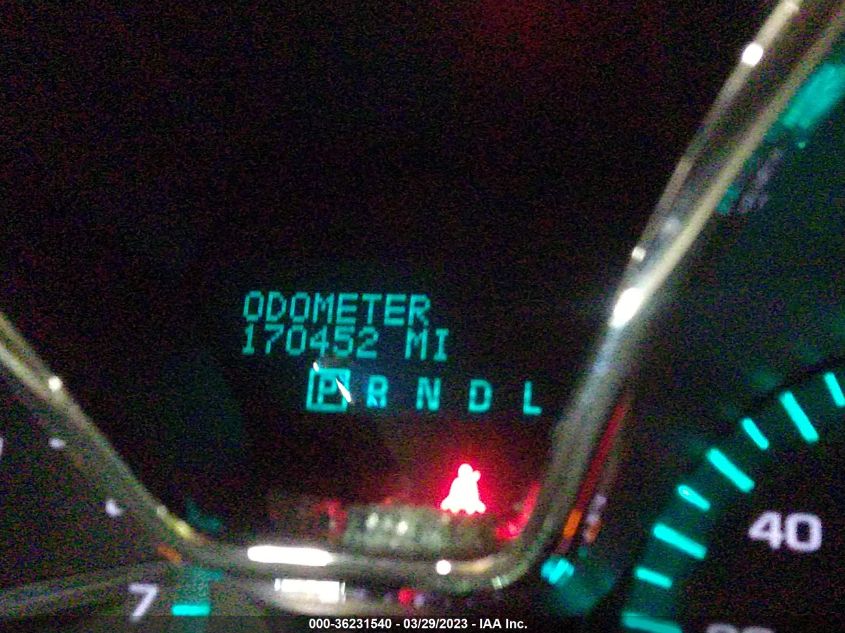 ODOMETER
170452 MI
P R N D L
40
7
000-36231540 - 03/29/2023 - IAA Inc.